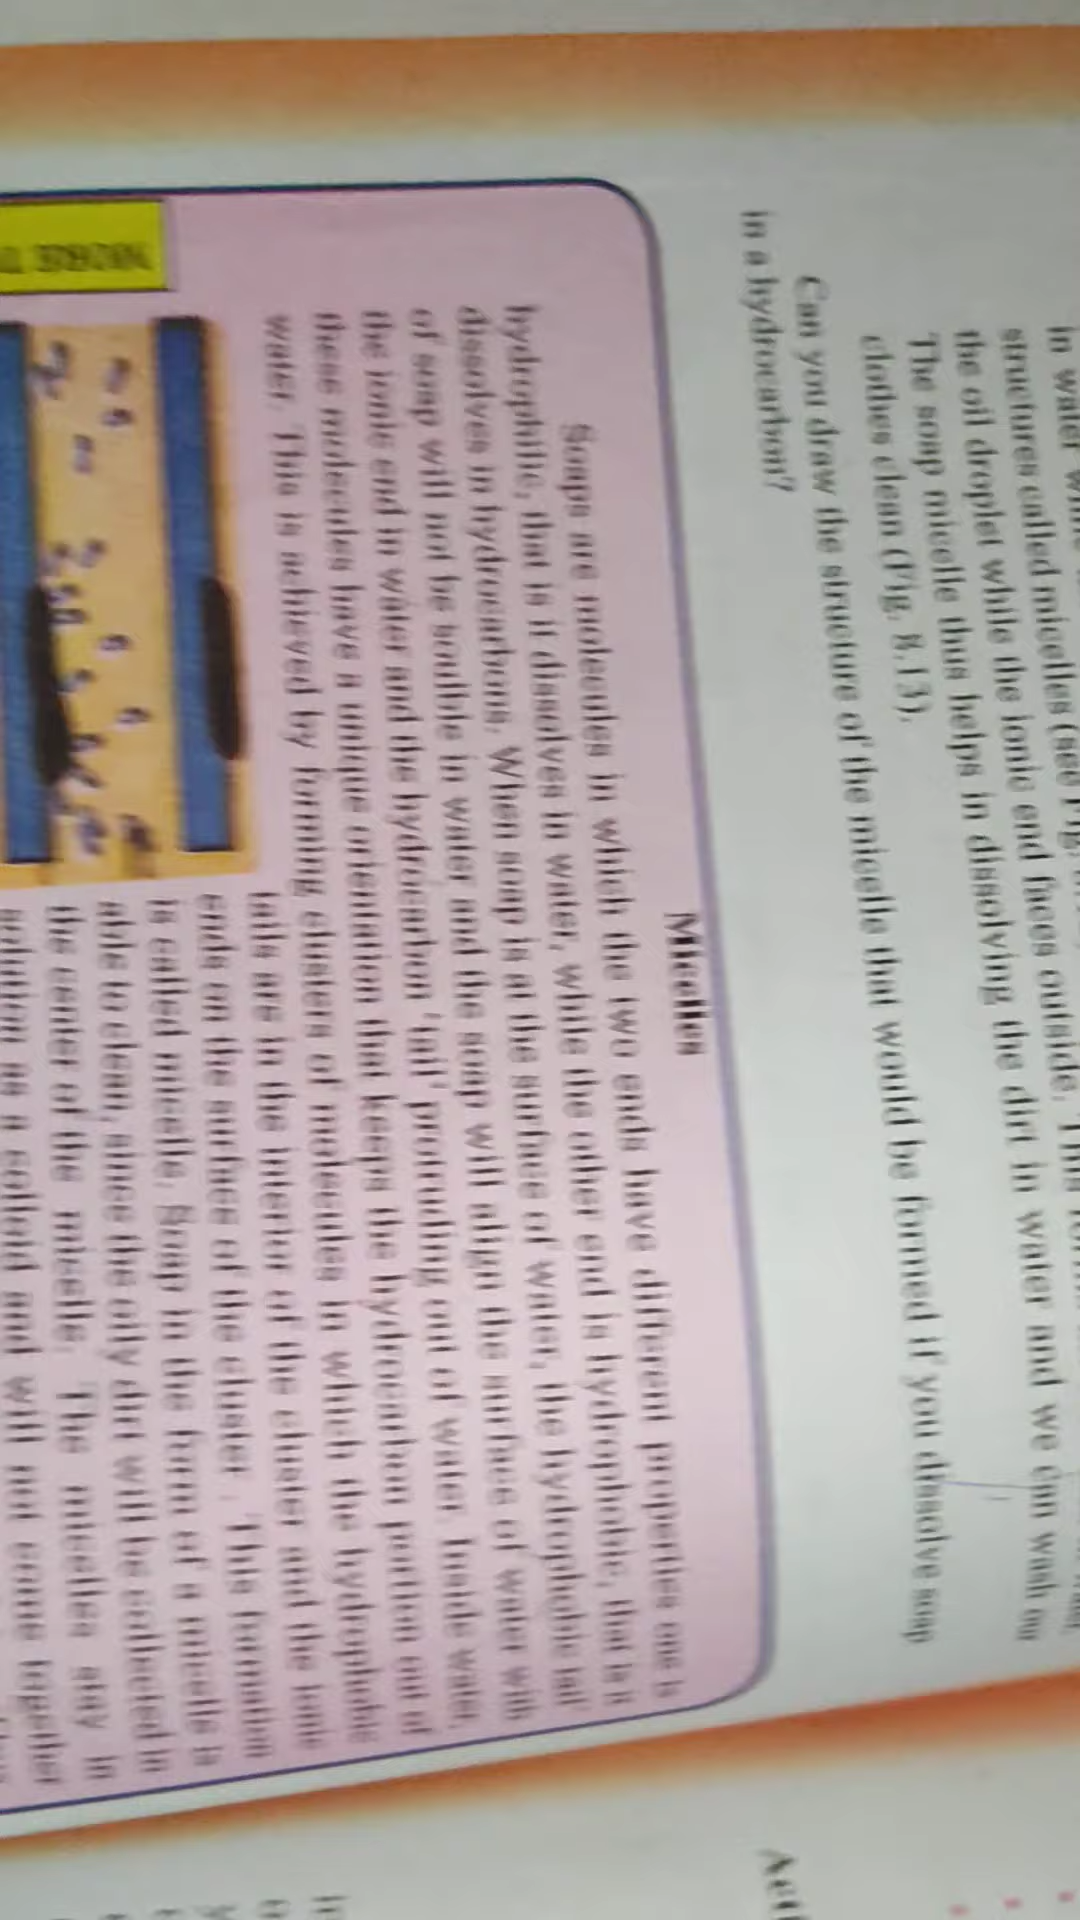 in water
structures called micelles (see Fig.
the oil droplet while the ionic end faces outside. This
The soap micelle thus helps in dissolving the dirt in water and we can wash ou
clothes clean (Fig. 8.13).
Can you draw the structure of the micelle that would be formed if you dissolve soap
in a hydrocarbon?
Micelles
Soaps are molecules in which the two ends have different properties one is
hydrophilic, that is it dissolves in water, while the other end is hydrophobic, that is
dissolves in hydrocarbons. When soap is at the surface of water, the hydrophobic tail
of soap will not be soulble in water and the soap will align the surface of water with
the ionic end in water and the hydrocarbon 'tail' protruding out of water. Inside water,
these molecules have a unique orientation that keeps the hydrocarbon portion out of
water. This is achieved by forming clusters of molecules in which the hydrophobic
tails are in the interior of the cluster and the ionic
ends on the surface of the cluster . This formation
is called micelle. Soap in the form of a micelle is
able to clean, since the oily dirt will be collected in
the center of the micelle. The micelles stay in
solution as a colloid and will not come together
MORE